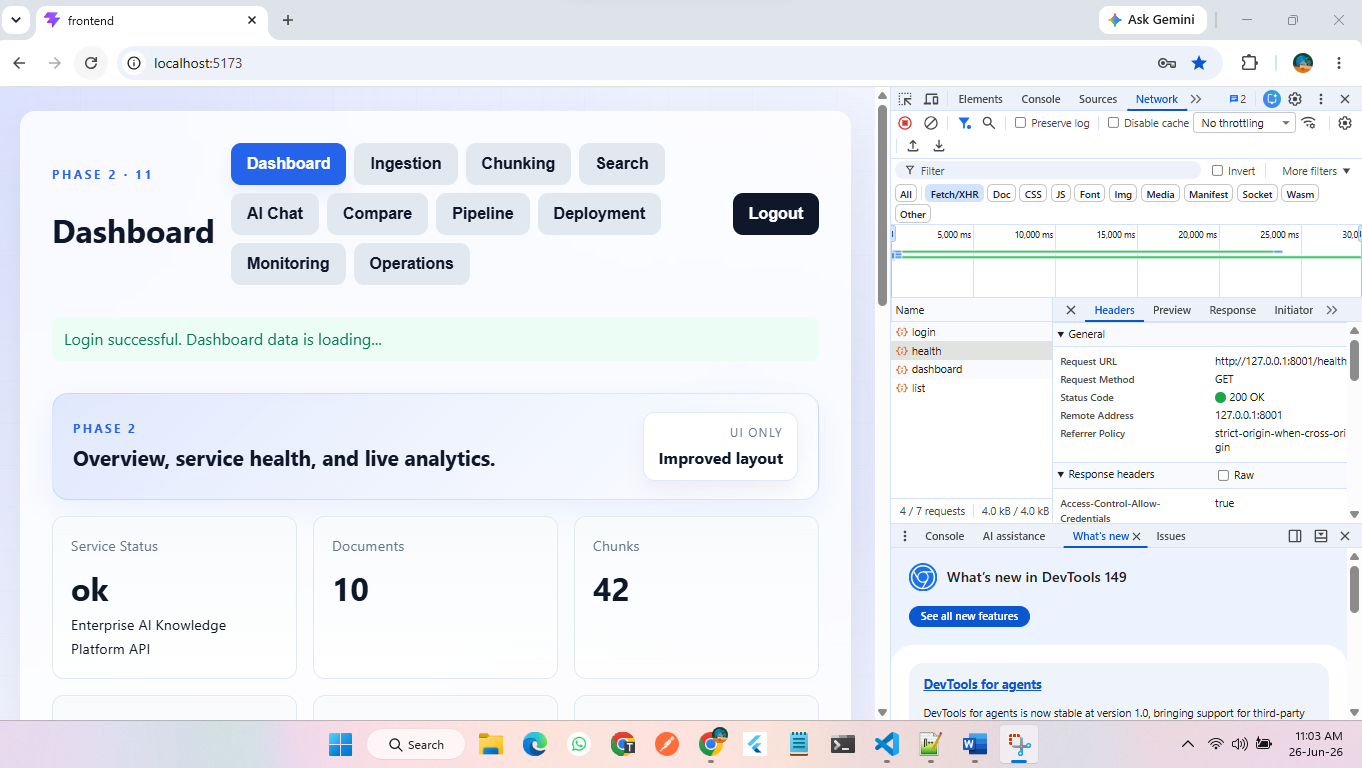 frontend
Ask Gemini
localhost:5173
PHASE 2 · 11
Dashboard
Dashboard Ingestion Chunking Search
AI Chat Compare Pipeline Deployment
Monitoring Operations
Logout
Login successful. Dashboard data is loading...
PHASE 2
Overview, service health, and live analytics.
UI ONLY
Improved layout
Service Status
ok
Enterprise AI Knowledge
Platform API
Documents
10
Chunks
42
Elements Console Sources Network 2
Preserve log Disable cache No throttling
Filter Invert More filters
All Fetch/XHR Doc CSS JS Font Img Media Manifest Socket Wasm
Other
5,000 ms 10,000 ms 15,000 ms 20,000 ms 25,000 ms 30,0
Name
login
health
dashboard
list
4 / 7 requests 4.0 kB / 4.0 kB
Headers Preview Response Initiator
General
Request URL http://127.0.0.1:8001/health
Request Method GET
Status Code 200 OK
Remote Address 127.0.0.1:8001
Referrer Policy strict-origin-when-cross-ori
gin
Response headers Raw
Access-Control-Allow- true
Credentials
Console AI assistance What's new Issues
What's new in DevTools 149
See all new features
DevTools for agents
DevTools for agents is now stable at version 1.0, bringing support for third-party
Search
T
W
11:03 AM
26-Jun-26